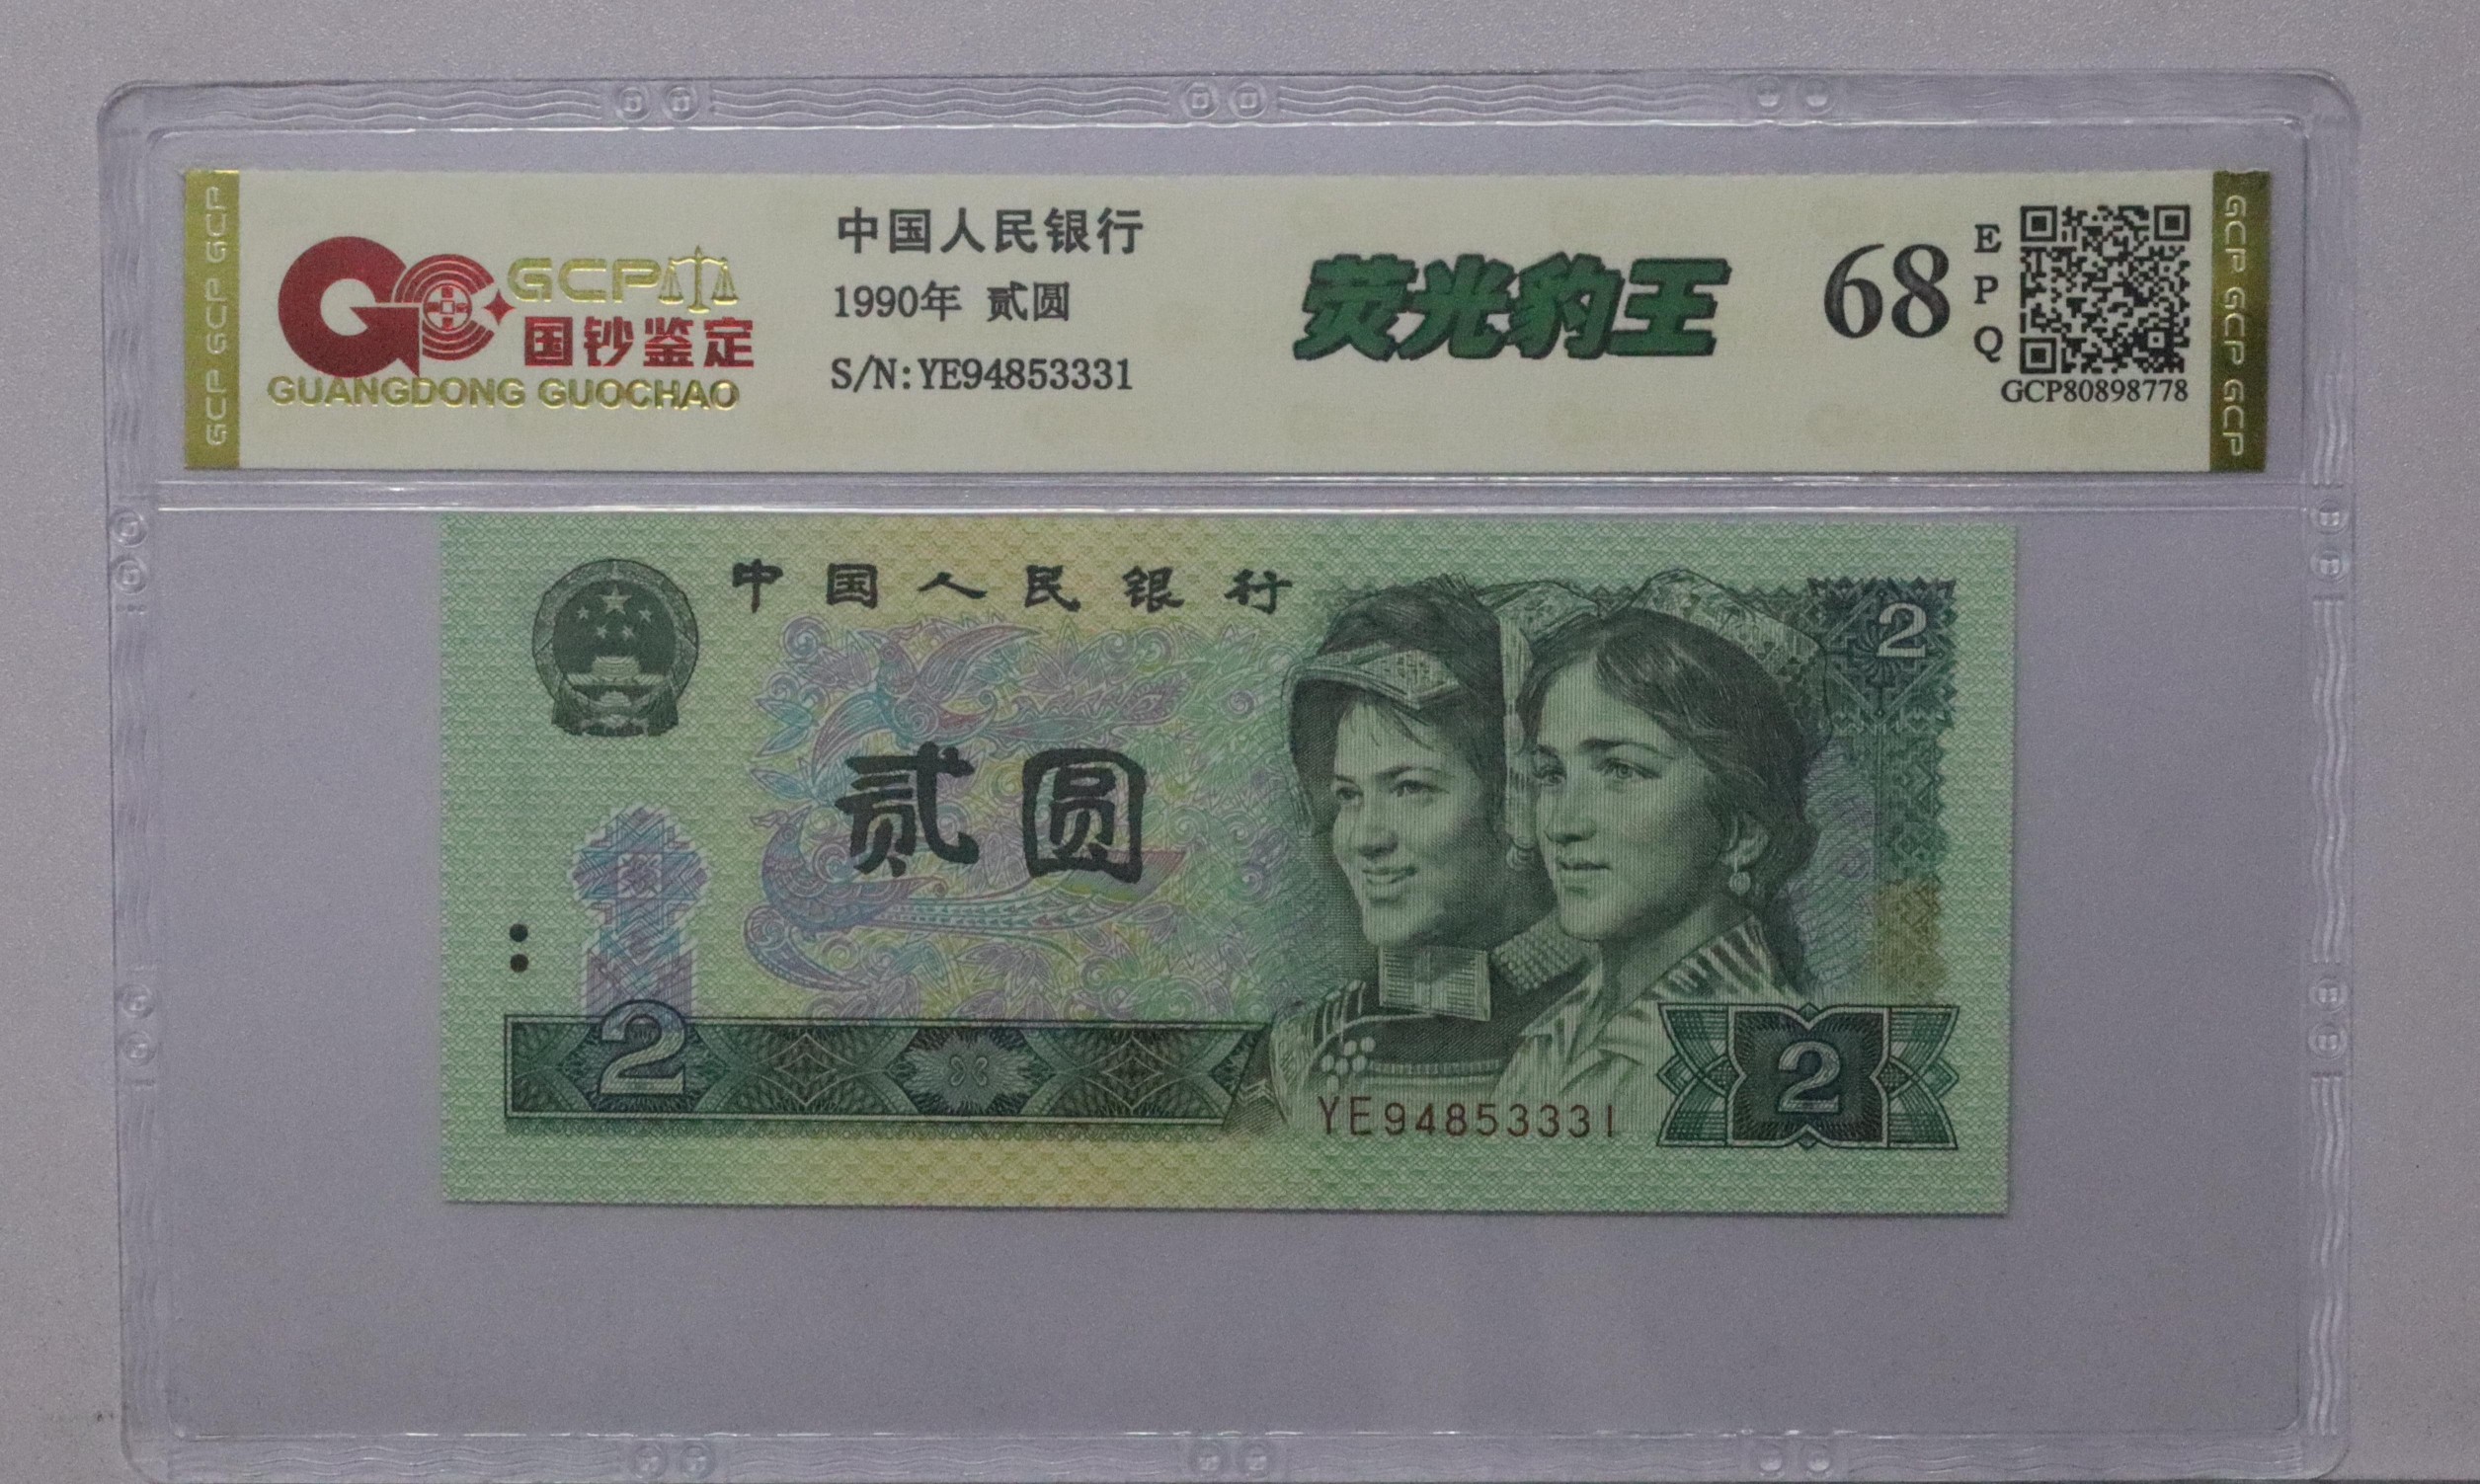 GCP GCP GCP
GCP
国钞鉴定
GUANGDONG GUOCHAO
中国人民银行
1990年 贰圆
S/N: YE94853331
荧光豹王
68
E
P
Q
GCP80898778
GCP GCP GCP
中国人民银行
2
贰圆
2
2
YE94853331